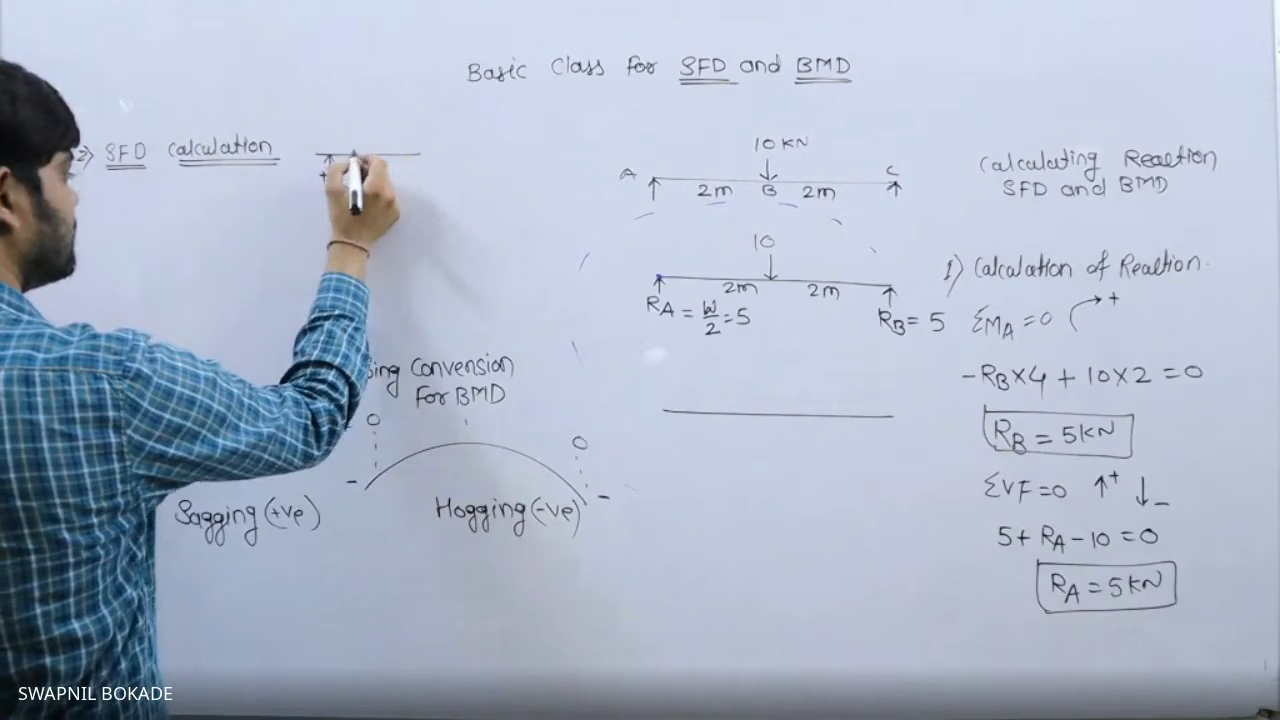 Basic Class for SFD and BMD
2) SFD Calculation
+
10 KN
A
C
2m B 2m
10
2m 2m
RA = W/2 = 5
RB = 5
Calculating Reaction
SFD and BMD
1) Calculation of Reaction.
ΣMA = 0 +
-RB×4 + 10×2 = 0
RB = 5KN
ΣVF = 0 ↑+ ↓-
5 + RA - 10 = 0
RA = 5KN
Convension
For BMD
Sagging (+ve)
Hogging (-ve)
SWAPNIL BOKADE